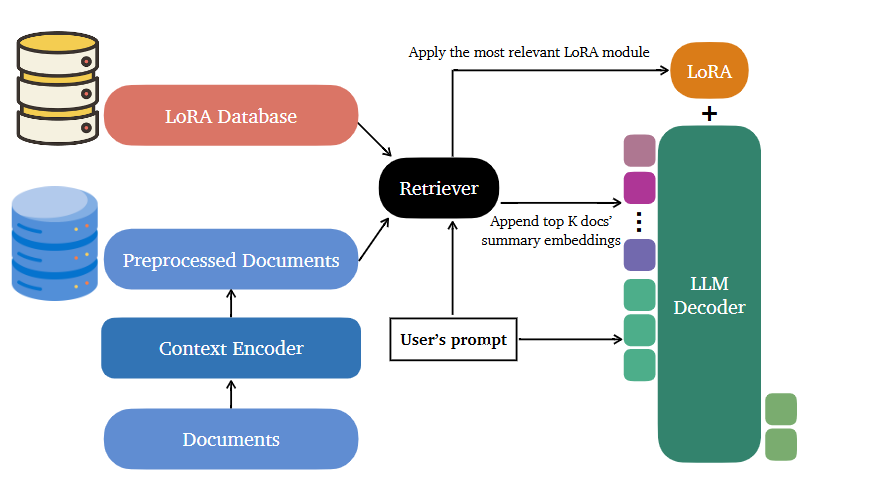 Apply the most relevant LoRA module
LoRA
+
LoRA Database
Retriever
Append top K docs’
summary embeddings
Preprocessed Documents
LLM
Decoder
User’s prompt
Context Encoder
Documents